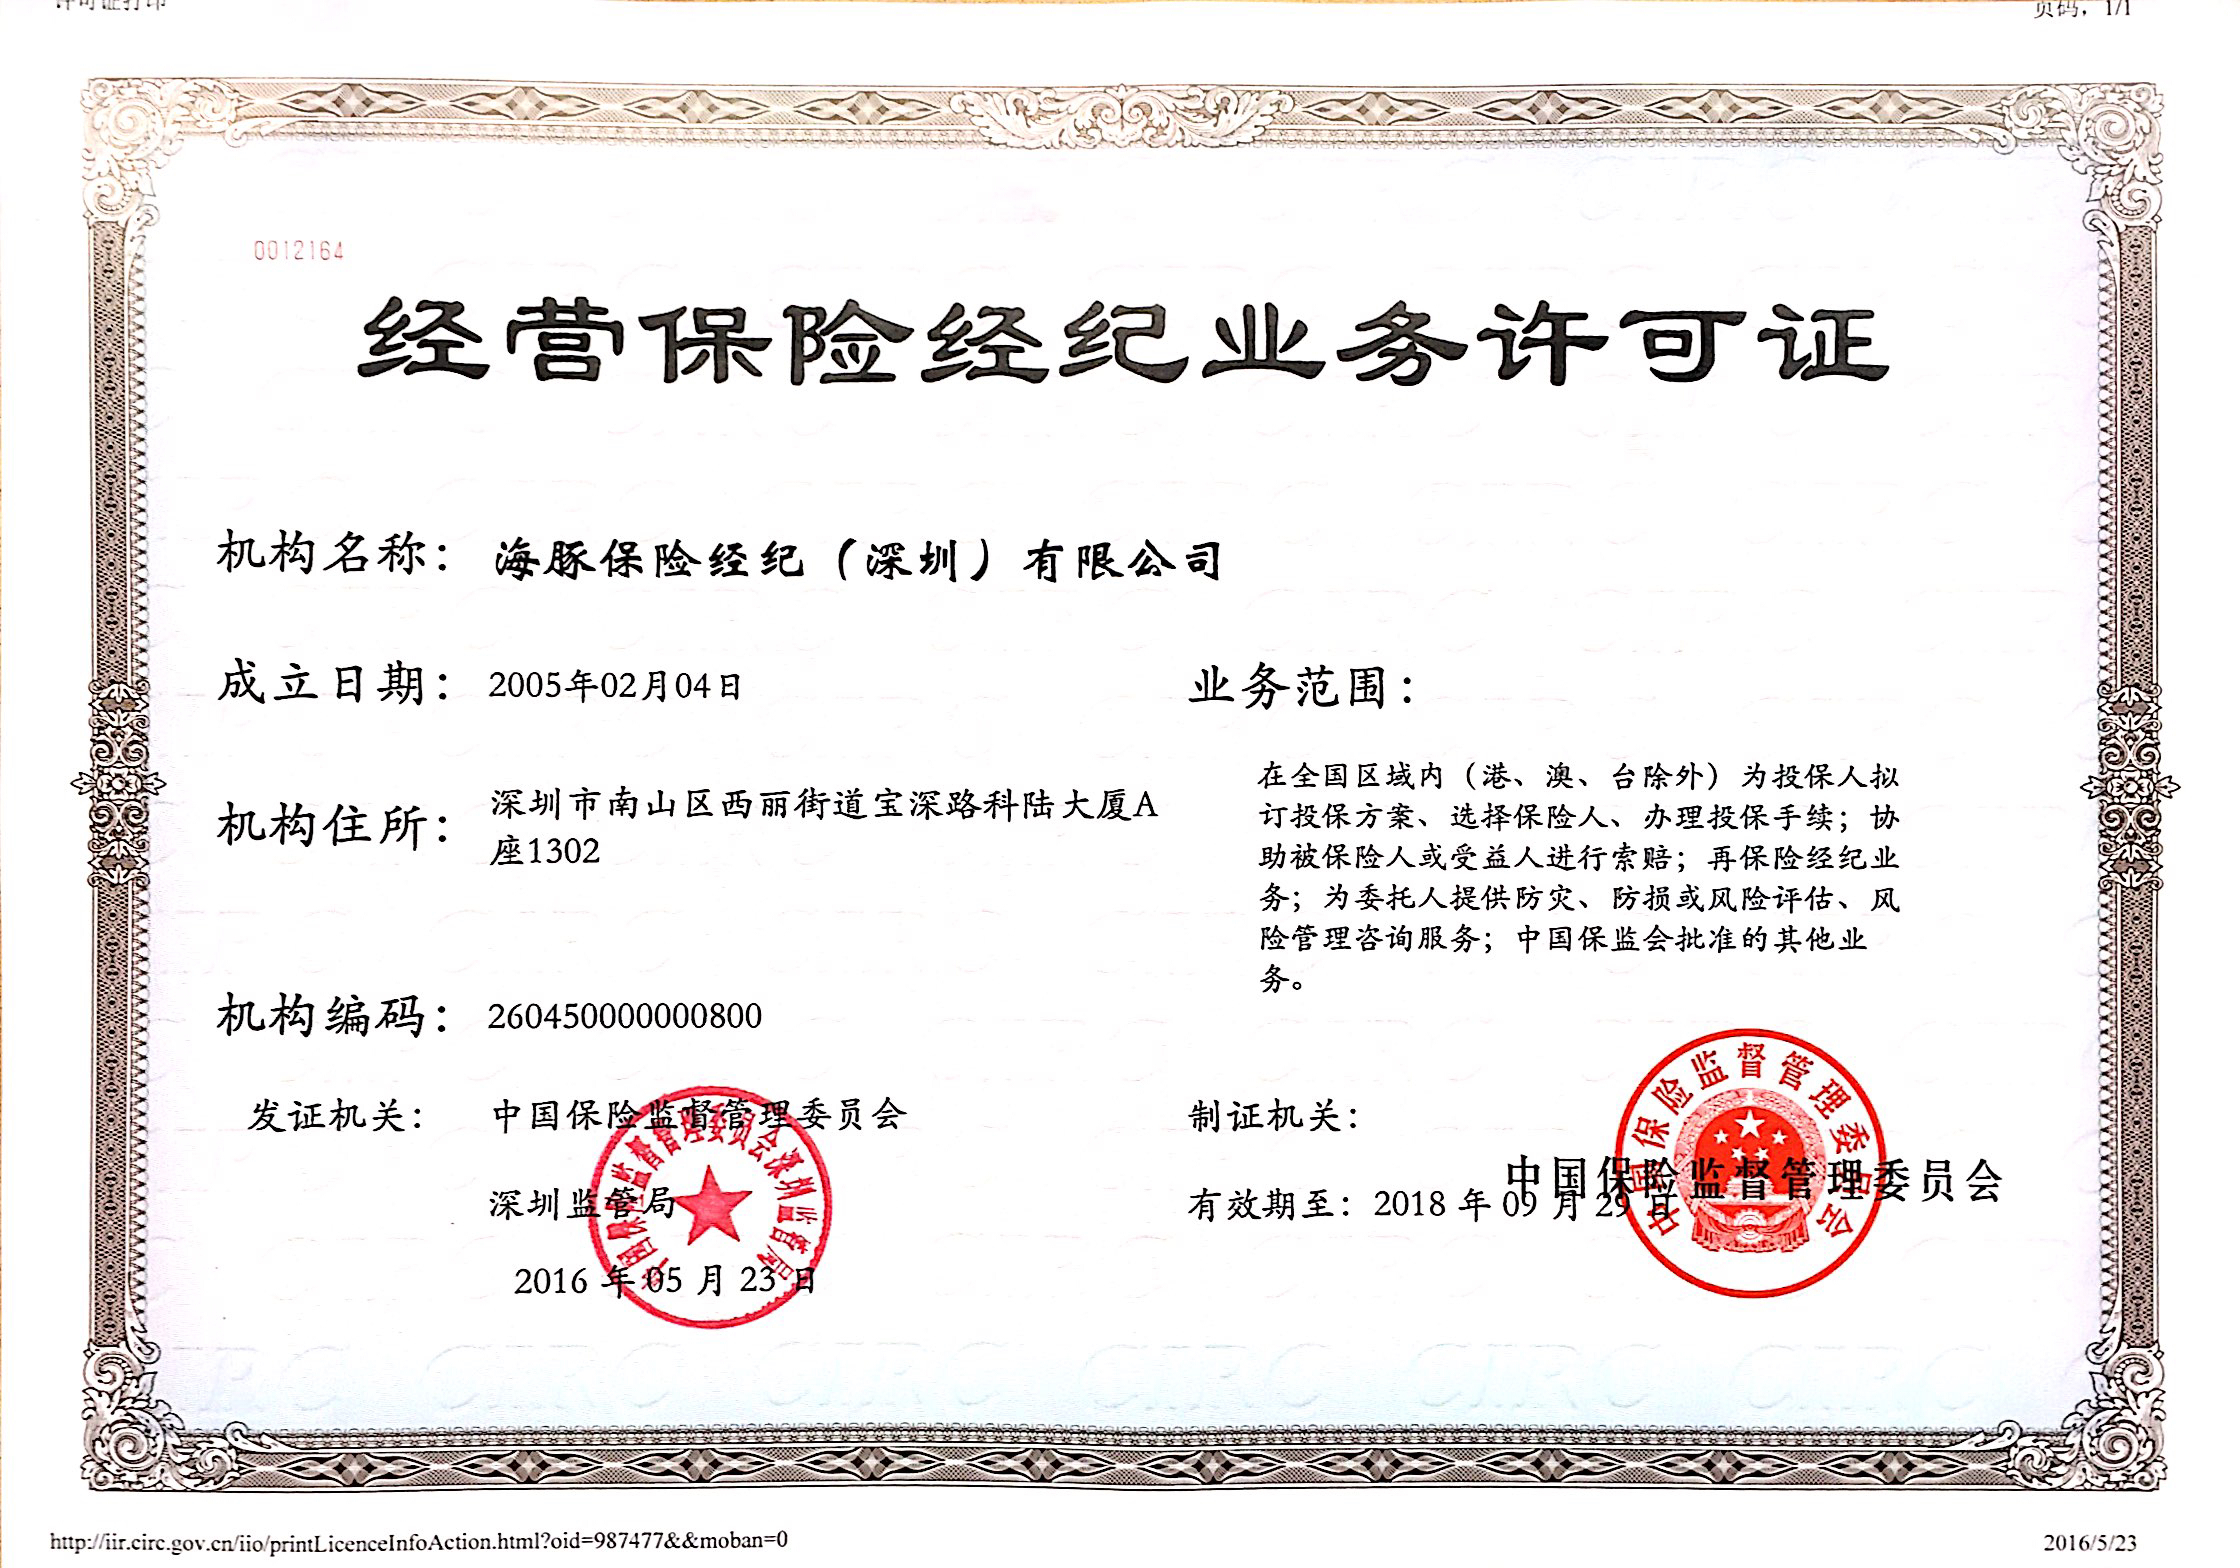 许可证打印
页码，1/1
0012164
经营保险经纪业务许可证
机构名称：海豚保险经纪（深圳）有限公司
成立日期：2005年02月04日
机构住所：深圳市南山区西丽街道宝深路科陆大厦A
座1302
机构编码：260450000000800
发证机关：中国保险监督管理委员会
深圳监管局
2016 年 05 月 23 日
中国保险监督管理委员会深圳监管局
业务范围：
在全国区域内（港、澳、台除外）为投保人拟
订投保方案、选择保险人、办理投保手续；协
助被保险人或受益人进行索赔；再保险经纪业
务；为委托人提供防灾、防损或风险评估、风
险管理咨询服务；中国保监会批准的其他业
务。
制证机关：
中国保险监督管理委员会
有效期至：2018 年 09 月 29 日
中国保险监督管理委员会
CIRC CIRC CIRC CIRC CIRC
http://iir.circ.gov.cn/iio/printLicenceInfoAction.html?oid=987477&&moban=0
2016/5/23